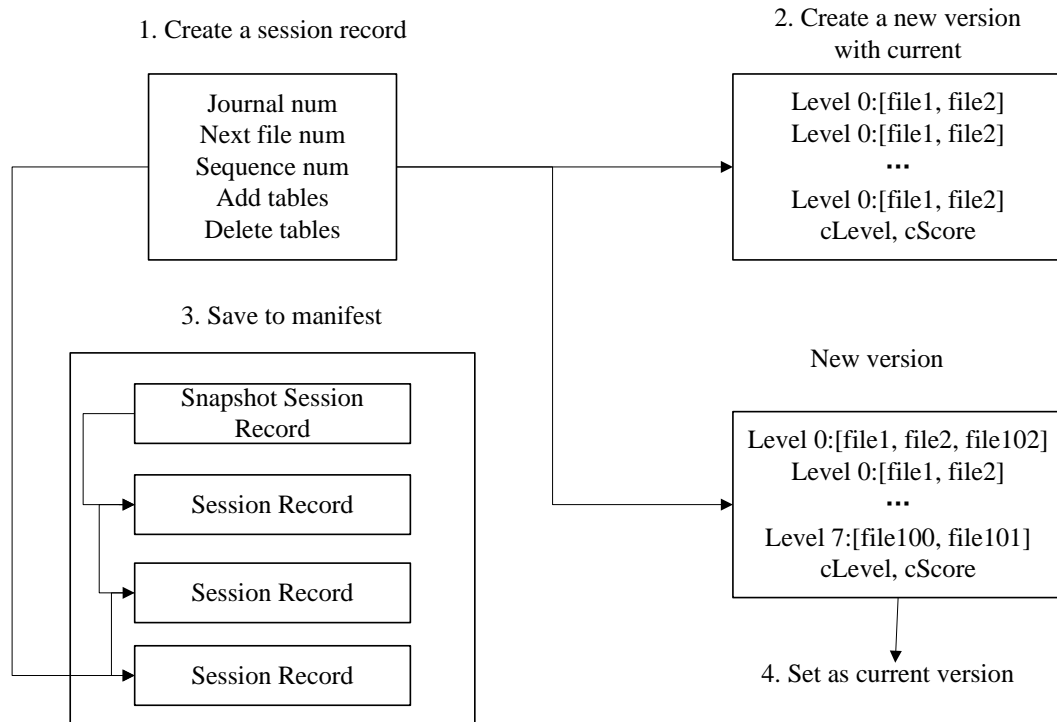 1. Create a session record
Journal num
Next file num
Sequence num
Add tables
Delete tables
2. Create a new version
with current
Level 0:[file1, file2]
Level 0:[file1, file2]
...
Level 0:[file1, file2]
cLevel, cScore
3. Save to manifest
Snapshot Session
Record
Session Record
Session Record
Session Record
New version
Level 0:[file1, file2, file102]
Level 0:[file1, file2]
...
Level 7:[file100, file101]
cLevel, cScore
4. Set as current version